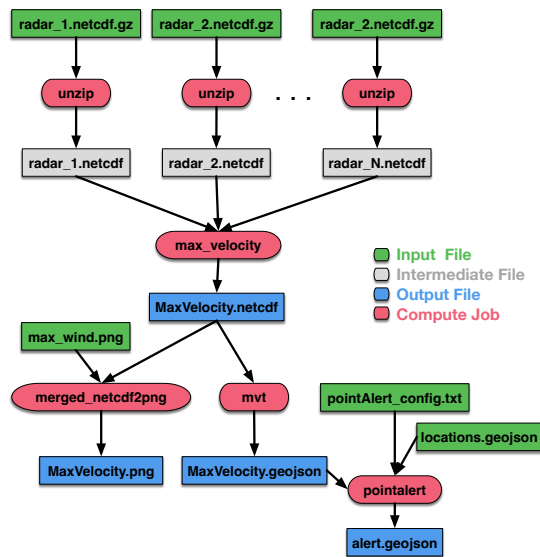 radar_1.netcdf.gz radar_2.netcdf.gz radar_2.netcdf.gz
unzip unzip . . . unzip
radar_1.netcdf radar_2.netcdf radar_N.netcdf
max_velocity
Input File
Intermediate File
Output File
Compute Job
MaxVelocity.netcdf
max_wind.png
merged_netcdf2png mvt pointAlert_config.txt
locations.geojson
MaxVelocity.png MaxVelocity.geojson
pointalert
alert.geojson